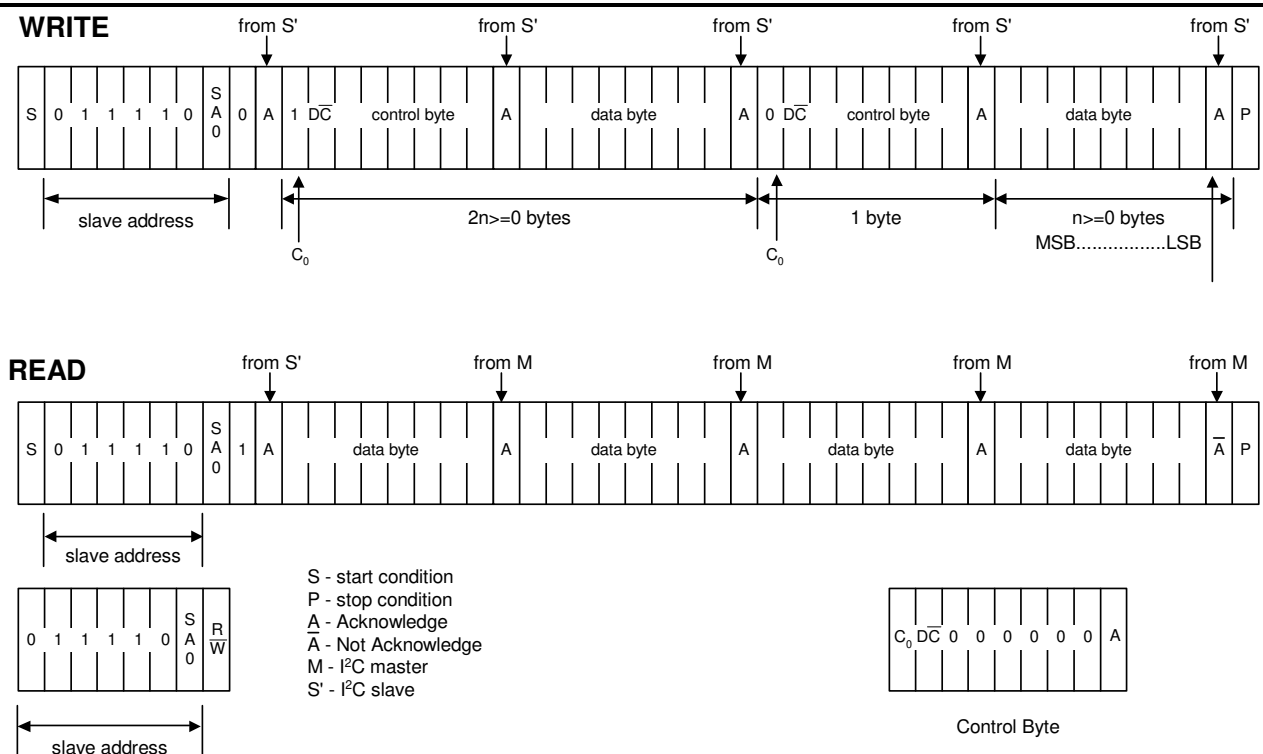 WRITE
from S' from S' from S' from S' from S'
S 0 1 1 1 1 0 SA0 0 A 1 DC̅ control byte A data byte A 0 DC̅ control byte A data byte A P
slave address 2n>=0 bytes 1 byte n>=0 bytes
MSB.................LSB
C₀ C₀
READ
from S' from M from M from M from M
S 0 1 1 1 1 0 SA0 1 A data byte A data byte A data byte A data byte A̅ P
slave address
0 1 1 1 1 0 SA0 R/W̅
slave address
S - start condition
P - stop condition
A - Acknowledge
A̅ - Not Acknowledge
M - I²C master
S' - I²C slave
C₀ DC̅ 0 0 0 0 0 0 A
Control Byte